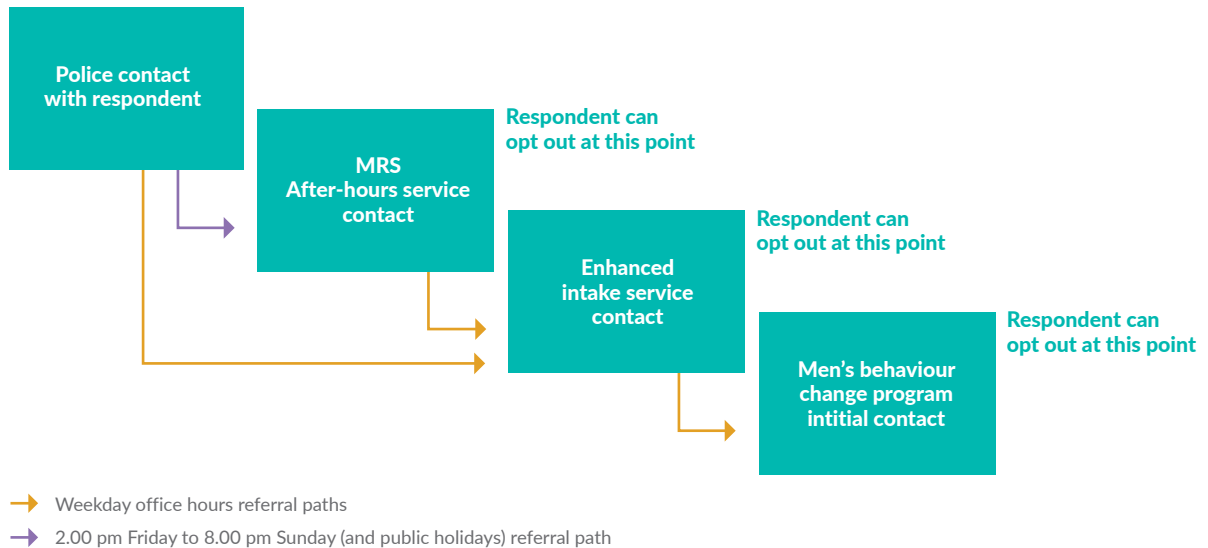 Police contact
with respondent
MRS
After-hours service
contact
Respondent can
opt out at this point
Enhanced
intake service
contact
Respondent can
opt out at this point
Men’s behaviour
change program
intitial contact
Respondent can
opt out at this point
Weekday office hours referral paths
2.00 pm Friday to 8.00 pm Sunday (and public holidays) referral path